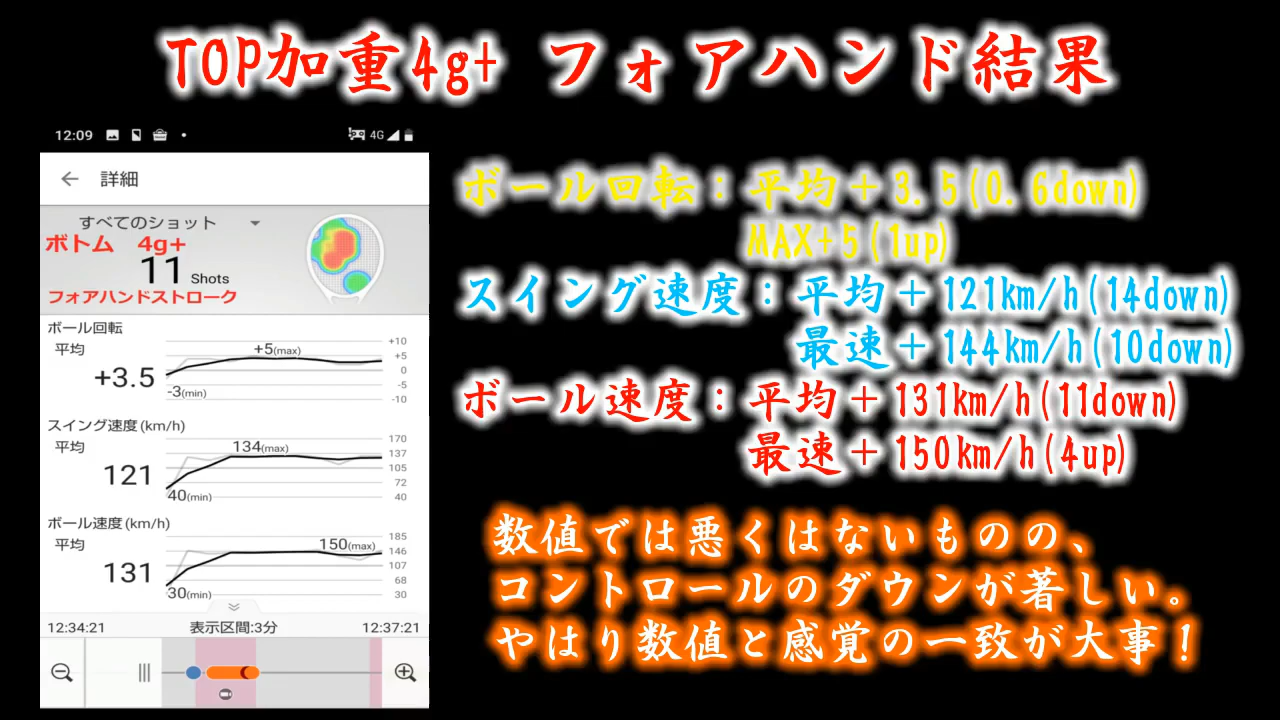 TOP加重4g+ フォアハンド結果
12:09
4G
詳細
すべてのショット
ボトム 4g+
11 Shots
フォアハンドストローク
ボール回転
平均
+3.5
+5(max)
-3(min)
+10
+5
0
-5
-10
スイング速度(km/h)
平均
121
134(max)
40(min)
170
137
105
72
40
ボール速度(km/h)
平均
131
150(max)
30(min)
185
146
107
68
30
12:34:21
表示区間:3分
12:37:21
ボール回転：平均＋3.5(0.6down)
MAX+5(1up)
スイング速度：平均＋121km/h(14down)
最速＋144km/h(10down)
ボール速度：平均＋131km/h(11down)
最速＋150km/h(4up)
数値では悪くはないものの、
コントロールのダウンが著しい。
やはり数値と感覚の一致が大事！